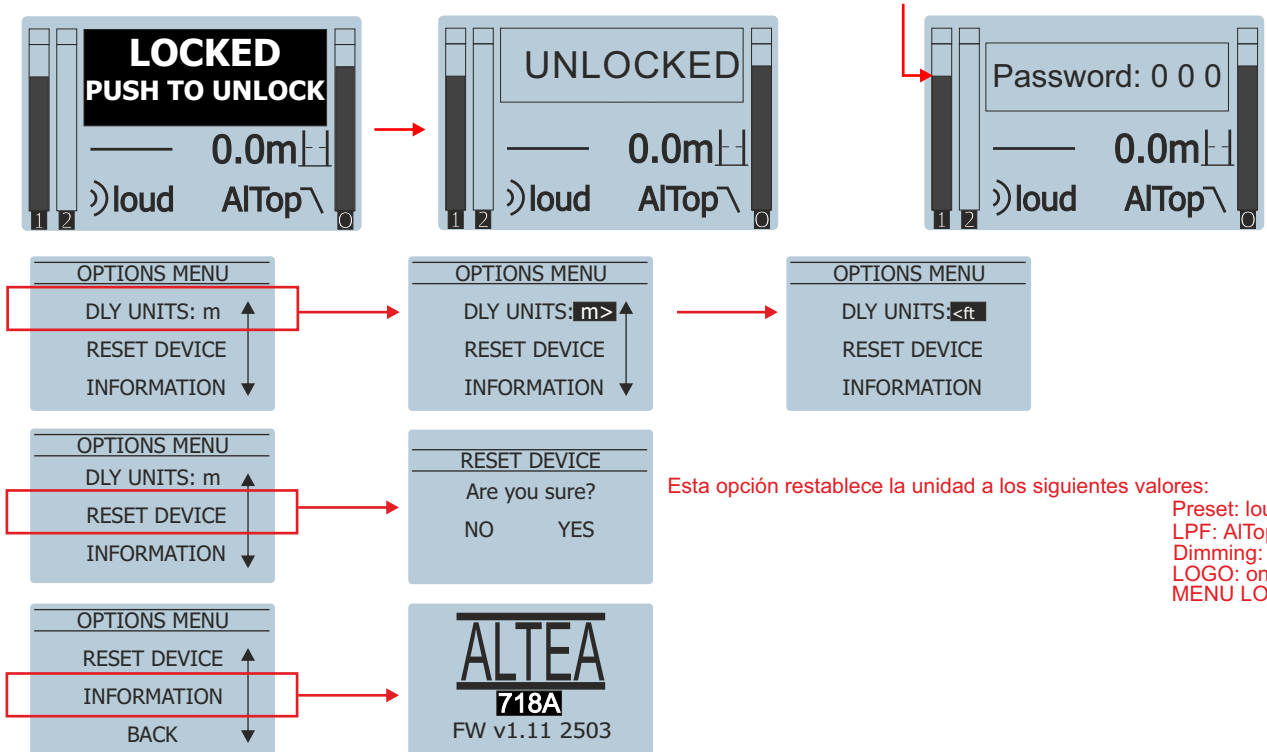 LOCKED
PUSH TO UNLOCK
0.0m
loud AlTop
1 2 O
UNLOCKED
0.0m
loud AlTop
1 2 O
Password: 0 0 0
0.0m
loud AlTop
1 2 O
OPTIONS MENU
DLY UNITS: m
RESET DEVICE
INFORMATION
OPTIONS MENU
DLY UNITS: m>
RESET DEVICE
INFORMATION
OPTIONS MENU
DLY UNITS:<ft
RESET DEVICE
INFORMATION
OPTIONS MENU
DLY UNITS: m
RESET DEVICE
INFORMATION
RESET DEVICE
Are you sure?
NO YES
Esta opción restablece la unidad a los siguientes valores:
Preset:
LPF:
Dimming:
LOGO:
MENU
OPTIONS MENU
RESET DEVICE
INFORMATION
BACK
ALTEA
718A
FW v1.11 2503